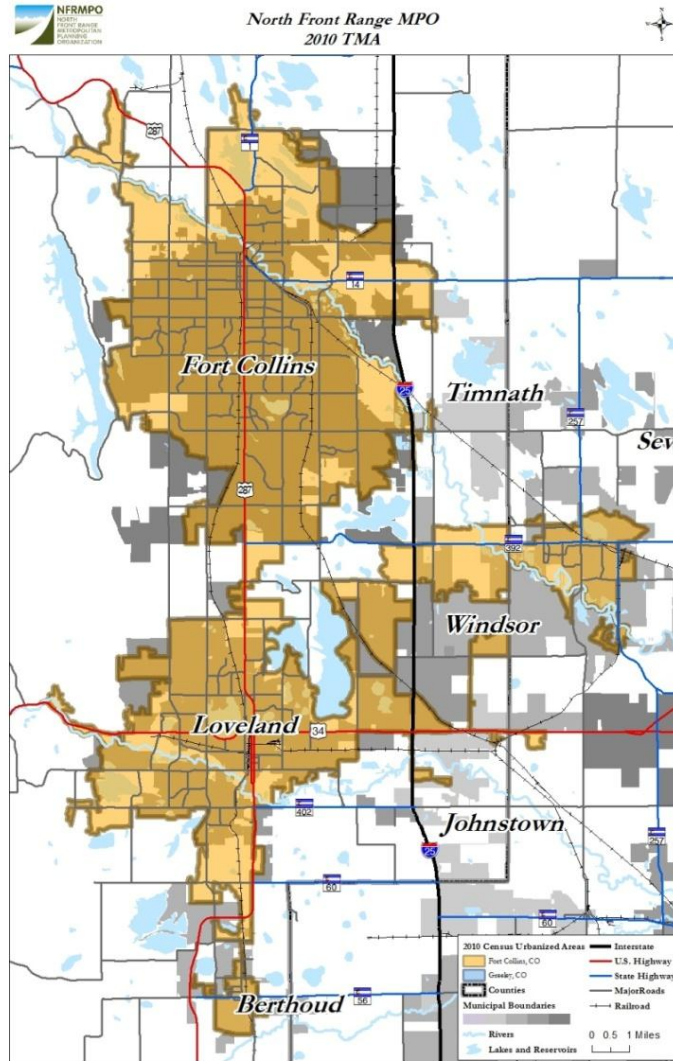 NFRMPO
NORTH
FRONT RANGE
METROPOLITAN
PLANNING
ORGANIZATION
North Front Range MPO
2010 TMA
N
287
1
14
Fort Collins
25
Timnath
257
Sev
287
392
Windsor
Loveland
34
402
Johnstown
25
257
60
60
Berthoud
56
2010 Census Urbanized Areas
Fort Collins, CO
Greeley, CO
Counties
Municipal Boundaries
Rivers
Lakes and Reservoirs
Interstate
U.S. Highway
State Highway
MajorRoads
Railroad
0 0.5 1 Miles